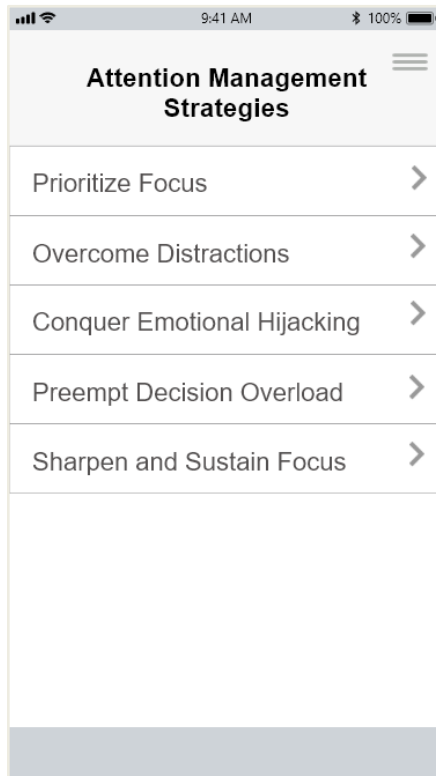 9:41 AM
100%
Attention Management
Strategies
Prioritize Focus
Overcome Distractions
Conquer Emotional Hijacking
Preempt Decision Overload
Sharpen and Sustain Focus